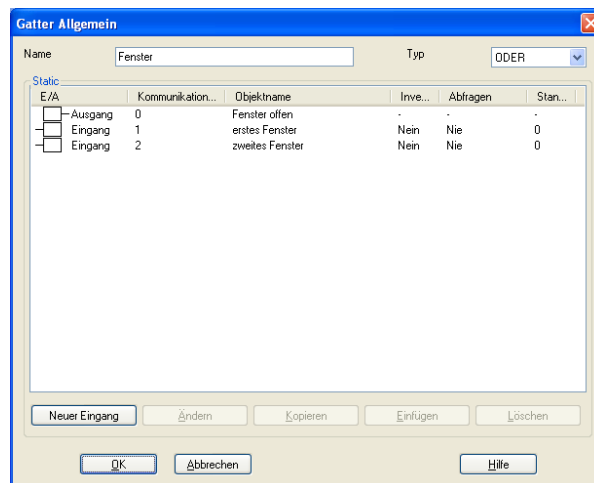 Gatter Allgemein
Name Fenster Typ ODER
Static
E/A Kommunikation... Objektname Inve... Abfragen Stan...
Ausgang 0 Fenster offen - - -
Eingang 1 erstes Fenster Nein Nie 0
Eingang 2 zweites Fenster Nein Nie 0
Neuer Eingang Ändern Kopieren Einfügen Löschen
OK Abbrechen Hilfe